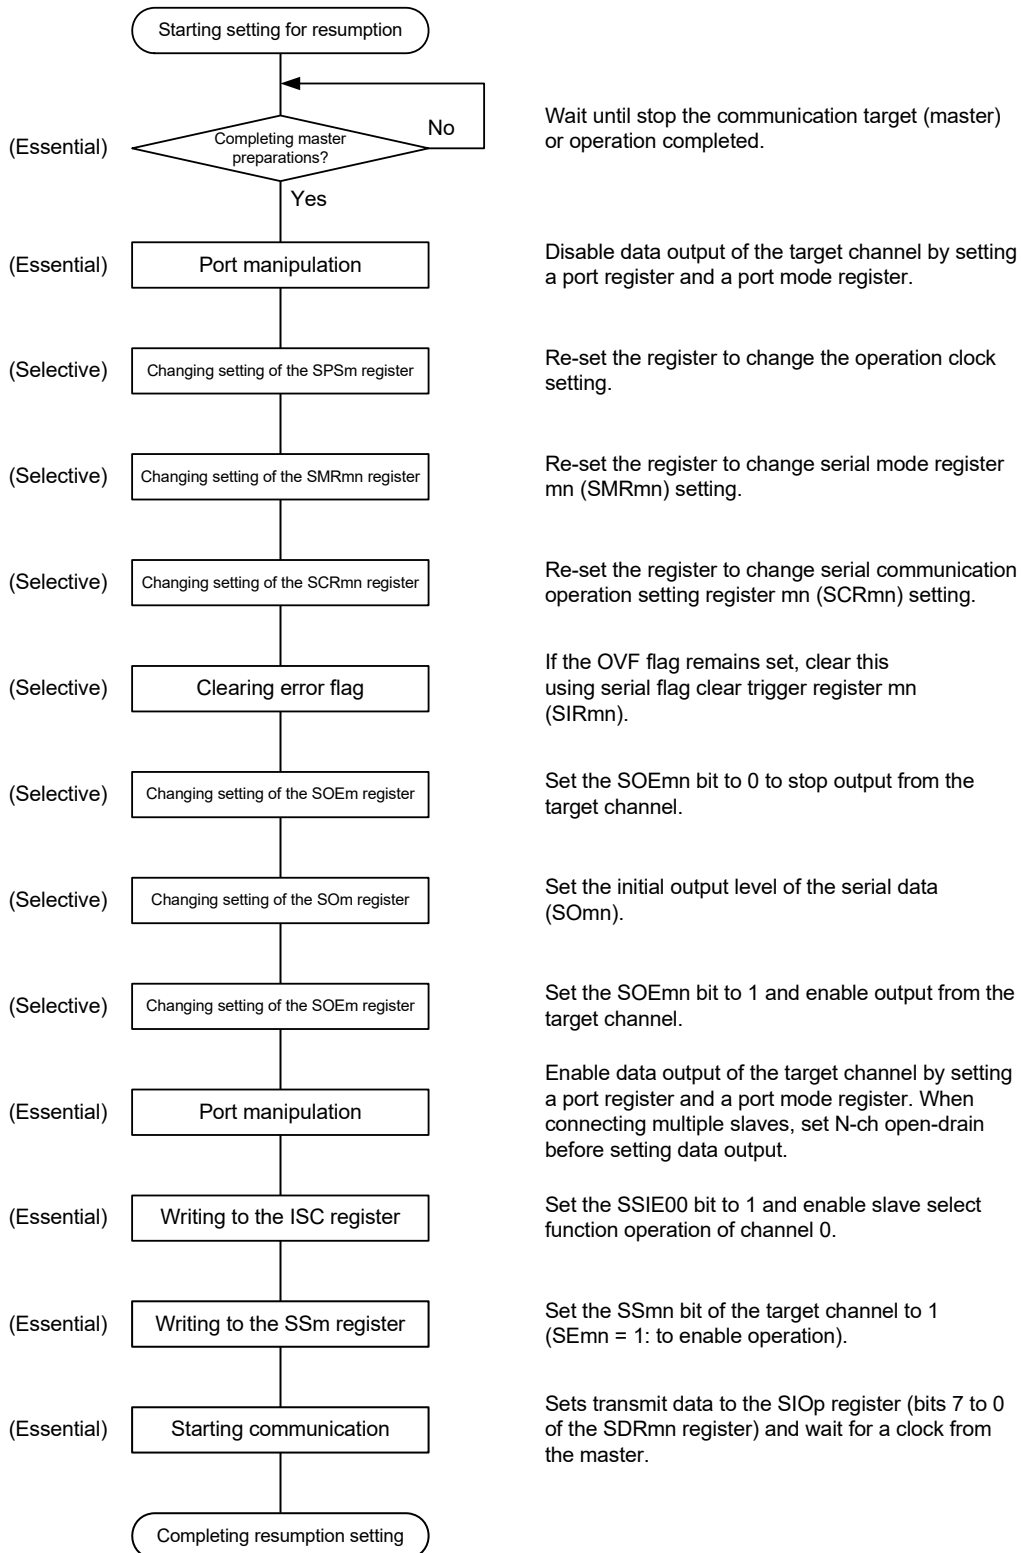 Starting setting for resumption
(Essential)
Completing master
preparations?
No
Yes
Wait until stop the communication target (master)
or operation completed.
(Essential)
Port manipulation
Disable data output of the target channel by setting
a port register and a port mode register.
(Selective)
Changing setting of the SPSm register
Re-set the register to change the operation clock
setting.
(Selective)
Changing setting of the SMRmn register
Re-set the register to change serial mode register
mn (SMRmn) setting.
(Selective)
Changing setting of the SCRmn register
Re-set the register to change serial communication
operation setting register mn (SCRmn) setting.
(Selective)
Clearing error flag
If the OVF flag remains set, clear this
using serial flag clear trigger register mn
(SIRmn).
(Selective)
Changing setting of the SOEm register
Set the SOEmn bit to 0 to stop output from the
target channel.
(Selective)
Changing setting of the SOm register
Set the initial output level of the serial data
(SOmn).
(Selective)
Changing setting of the SOEm register
Set the SOEmn bit to 1 and enable output from the
target channel.
(Essential)
Port manipulation
Enable data output of the target channel by setting
a port register and a port mode register. When
connecting multiple slaves, set N-ch open-drain
before setting data output.
(Essential)
Writing to the ISC register
Set the SSIE00 bit to 1 and enable slave select
function operation of channel 0.
(Essential)
Writing to the SSm register
Set the SSmn bit of the target channel to 1
(SEmn = 1: to enable operation).
(Essential)
Starting communication
Sets transmit data to the SIOp register (bits 7 to 0
of the SDRmn register) and wait for a clock from
the master.
Completing resumption setting